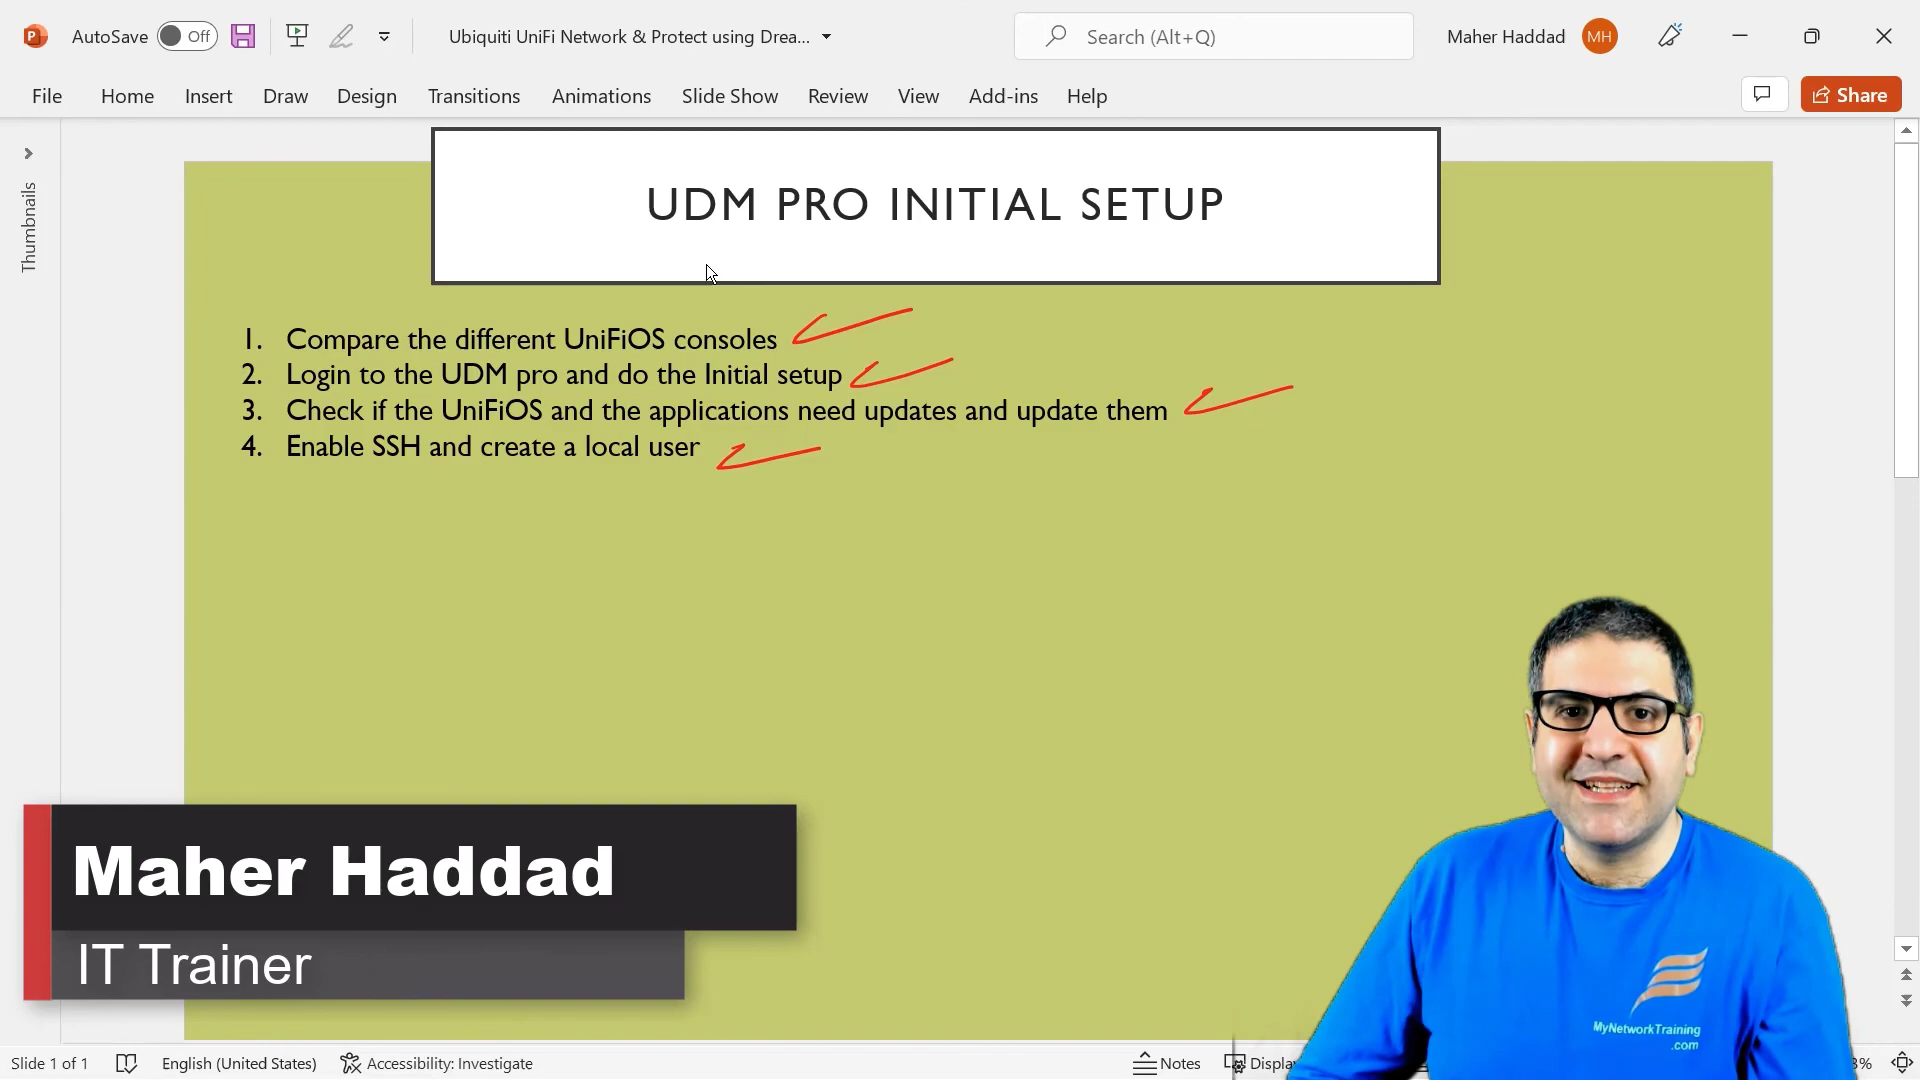 AutoSave Off Ubiquiti UniFi Network & Protect using Drea... Search (Alt+Q) Maher Haddad MH
File Home Insert Draw Design Transitions Animations Slide Show Review View Add-ins Help Share
Thumbnails
UDM PRO INITIAL SETUP
1. Compare the different UniFiOS consoles
2. Login to the UDM pro and do the Initial setup
3. Check if the UniFiOS and the applications need updates and update them
4. Enable SSH and create a local user
Maher Haddad
IT Trainer
MyNetworkTraining
.com
Slide 1 of 1 English (United States) Accessibility: Investigate Notes Display